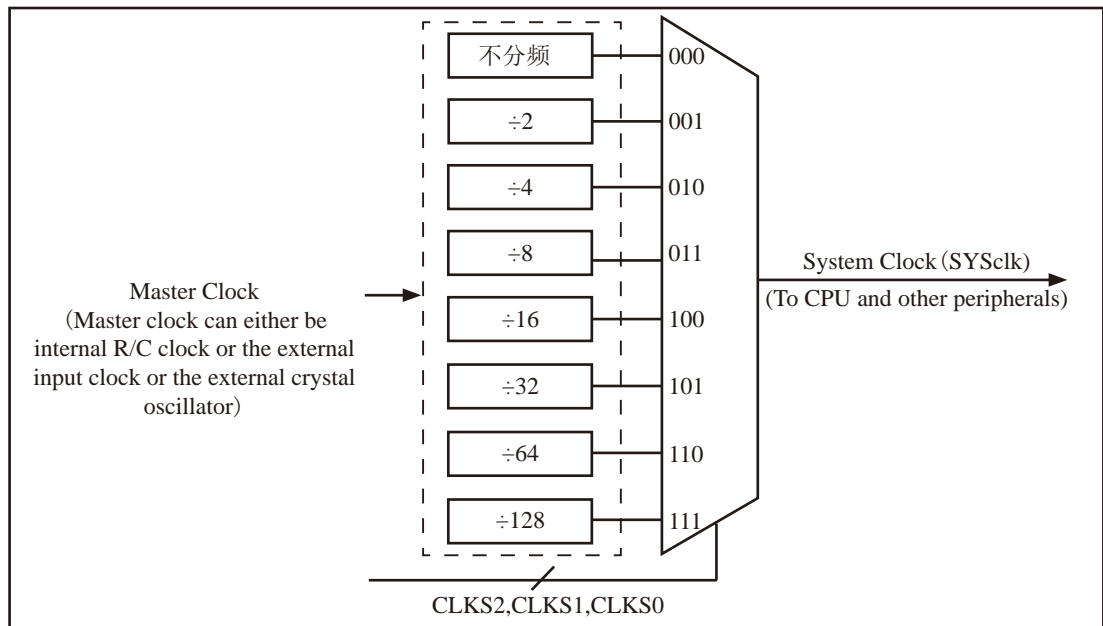 不分频
000
÷2
001
÷4
010
÷8
011
÷16
100
÷32
101
÷64
110
÷128
111
Master Clock
（Master clock can either be
internal R/C clock or the external
input clock or the external crystal
oscillator）
System Clock（SYSclk）
(To CPU and other peripherals)
CLKS2,CLKS1,CLKS0